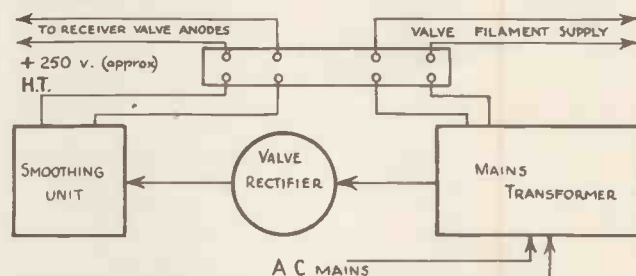 TO RECEIVER VALVE ANODES
VALVE FILAMENT SUPPLY
+ 250 v. (approx)
H.T.
SMOOTHING
UNIT
VALVE
RECTIFIER
MAINS
TRANSFORMER
A C MAINS